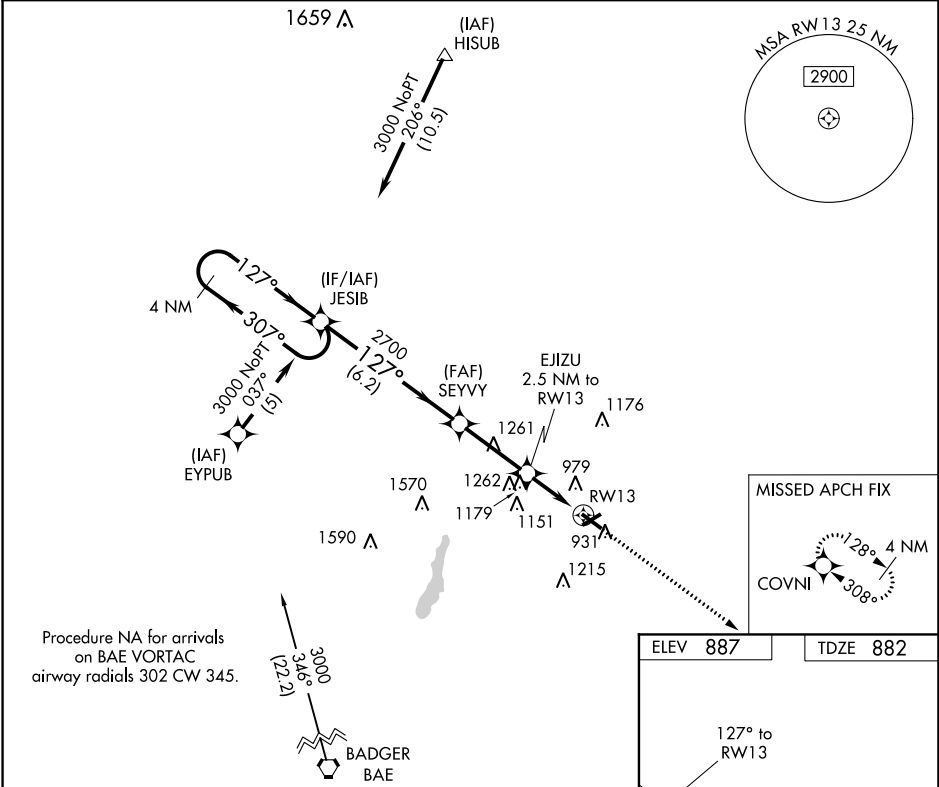 1659
(IAF)
HISUB
3000 NoPT
206°
(10.5)
MSA RW13 25 NM
2900
4 NM
127°
307°
(IF/IAF)
JESIB
3000 NoPT
037°
(5)
(IAF)
EYPUB
2700
127°
(6.2)
(FAF)
SEYVY
EJIZU
2.5 NM to
RW13
1176
1261
1262
979
1179
1151
RW13
931
1570
1590
1215
MISSED APCH FIX
128°
4 NM
COVNI
308°
Procedure NA for arrivals
on BAE VORTAC
airway radials 302 CW 345.
3000
346°
(22.2)
BADGER
BAE
ELEV 887
TDZE 882
127° to
RW13